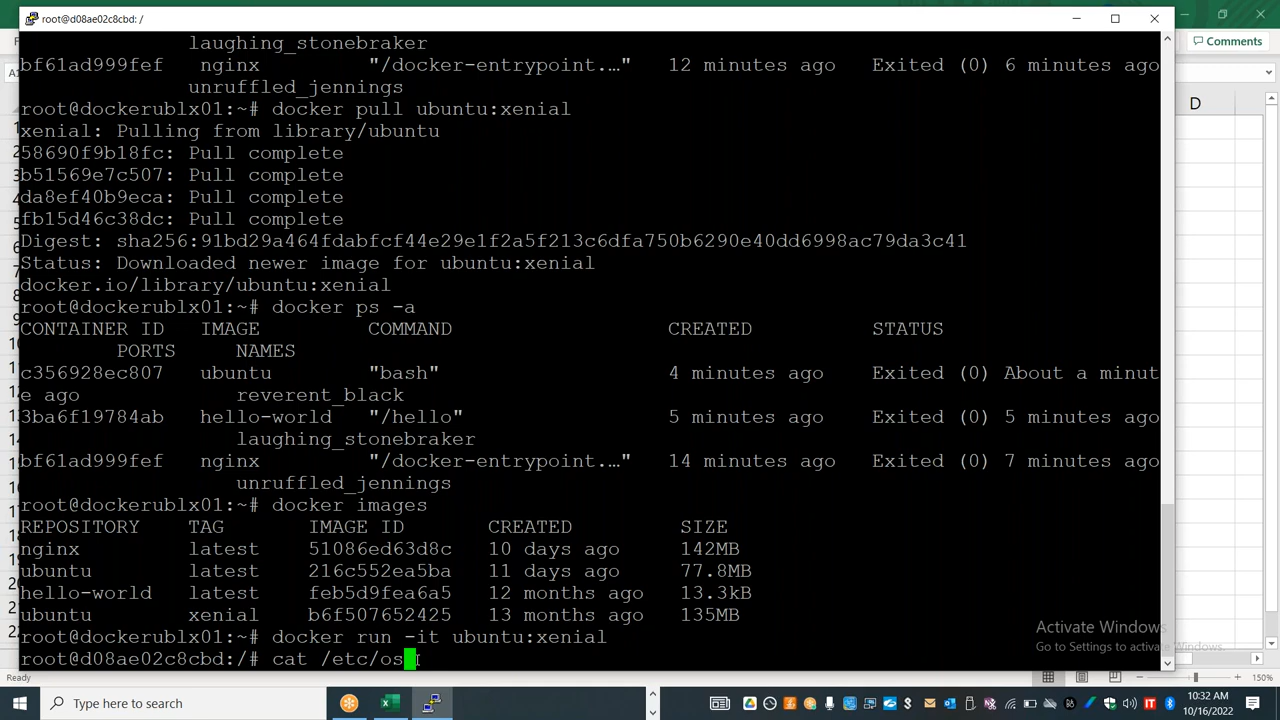 root@d08ae02c8cbd: /
Comments
D
laughing_stonebraker
bf61ad999fef nginx "/docker-entrypoint.…" 12 minutes ago Exited (0) 6 minutes ago
unruffled_jennings
root@dockerublx01:~# docker pull ubuntu:xenial
xenial: Pulling from library/ubuntu
58690f9b18fc: Pull complete
b51569e7c507: Pull complete
da8ef40b9eca: Pull complete
fb15d46c38dc: Pull complete
Digest: sha256:91bd29a464fdabfcf44e29e1f2a5f213c6dfa750b6290e40dd6998ac79da3c41
Status: Downloaded newer image for ubuntu:xenial
docker.io/library/ubuntu:xenial
root@dockerublx01:~# docker ps -a
CONTAINER ID IMAGE COMMAND CREATED STATUS
PORTS NAMES
c356928ec807 ubuntu "bash" 4 minutes ago Exited (0) About a minut
e ago reverent_black
3ba6f19784ab hello-world "/hello" 5 minutes ago Exited (0) 5 minutes ago
laughing_stonebraker
bf61ad999fef nginx "/docker-entrypoint.…" 14 minutes ago Exited (0) 7 minutes ago
unruffled_jennings
root@dockerublx01:~# docker images
REPOSITORY TAG IMAGE ID CREATED SIZE
nginx latest 51086ed63d8c 10 days ago 142MB
ubuntu latest 216c552ea5ba 11 days ago 77.8MB
hello-world latest feb5d9fea6a5 12 months ago 13.3kB
ubuntu xenial b6f507652425 13 months ago 135MB
root@dockerublx01:~# docker run -it ubuntu:xenial
root@d08ae02c8cbd:/# cat /etc/os
Activate Windows
Go to Settings to activate Windows.
Ready
150%
Type here to search
10:32 AM
10/16/2022